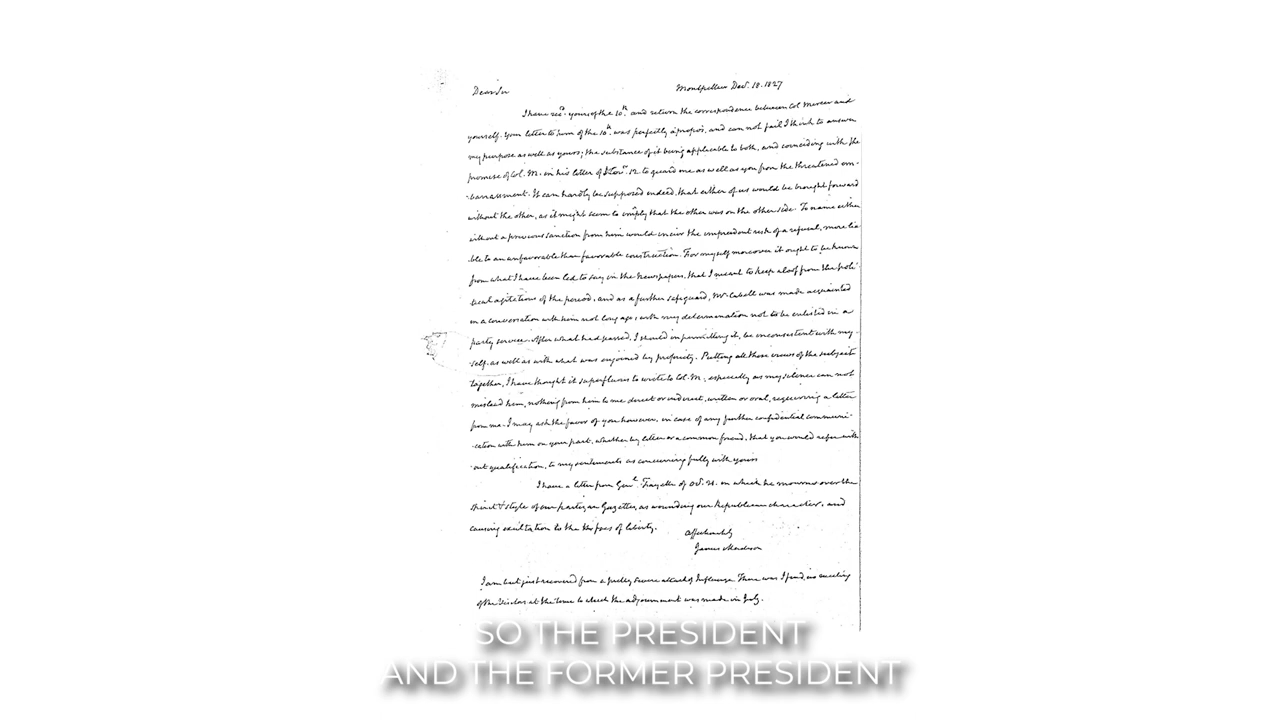 Dear Sir
Montpellier Decr. 18. 1827
I have recd. yours of the 10th. and return the correspondence between Col. Mercer and
yourself. Your letter to him of the 10th. was perfectly apropos, and can not fail I think to answer
my purpose as well as yours; the substance of it being applicable to both, and coinciding with the
promise of Col. M. in his letter of 12 to guard me as well as you from the threatened em-
-barrassment. It can hardly be supposed indeed, that either of us would be brought forward
without the other, as it might seem to imply that the other was on the other side. To name either
without a previous sanction from him would incur the imprudent risk of a refusal, more lia
ble to an unfavorable than favorable construction. For myself moreover it ought to be known
from what I have been led to say in the Newspapers, that I meant to keep aloof from the poli
tical agitations of the period, and as a further safeguard, Mr. Cabell was made acquainted
in a conversation with him not long ago, with my determination not to be enlisted in a
party service. After what had passed, I should in permitting it, be inconsistent with my-
-self, as well as with what was enjoined by propriety. Putting all these views of the subject
together, I have thought it superfluous to write to Col. M, especially as my silence can not
mislead him, nothing from him to me direct or indirect, written or oral, requiring a letter
from me. I may ask the favor of you however, in case of any further confidential communi-
-cation with him on your part, whether by letter or a common friend, that you would refer with
out qualification, to my sentiments as concurring fully with yours
I have a letter from Genl. Fayette of Ocr. 21. in which he mourns over the
spirit & style of our partizan Gazettes, as wounding our Republican character, and
causing exultation to the foes of liberty.
Affectionately
James Madison
I am but just recovered from a pretty severe attack of Influenza There was I find, no meeting
of the Visitors at the time to which the adjournment was made in July.
SO THE PRESIDENT
AND THE FORMER PRESIDENT